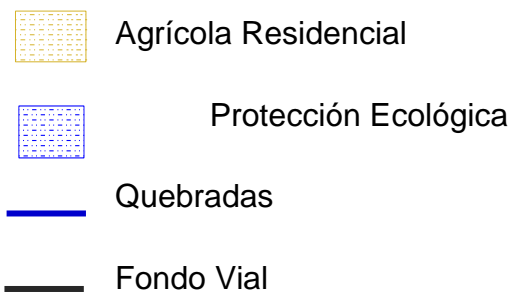 Agrícola Residencial
Protección Ecológica
Quebradas
Fondo Vial